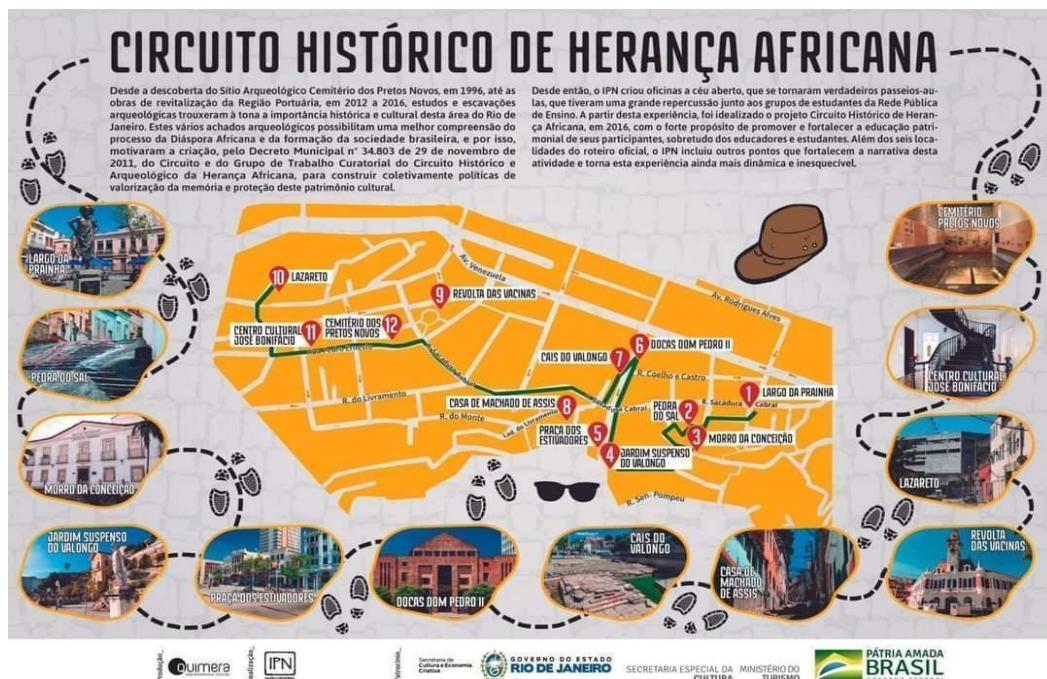 CIRCUITO HISTÓRICO DE HERANÇA AFRICANA
Desde a descoberta do Sítio Arqueológico Cemitério dos Pretos Novos, em 1996, até as
obras de revitalização da Região Portuária, em 2012 a 2016, estudos e escavações
arqueológicas trouxeram à tona a importância histórica e cultural desta área do Rio de
Janeiro. Estes vários achados arqueológicos possibilitam uma melhor compreensão do
processo da Diáspora Africana e da formação da sociedade brasileira, e por isso,
motivaram a criação, pelo Decreto Municipal n° 34.803 de 29 de novembro de
2011, do Circuito e do Grupo de Trabalho Curatorial do Circuito Histórico e
Arqueológico da Herança Africana, para construir coletivamente políticas de
valorização da memória e proteção deste patrimônio cultural.
Desde então, o IPN criou oficinas a céu aberto, que se tornaram verdadeiros passeios-au-
las, que tiveram uma grande repercussão junto aos grupos de estudantes da Rede Pública
de Ensino. A partir desta experiência, foi idealizado o projeto Circuito Histórico de Heran-
ça Africana, em 2016, com o forte propósito de promover e fortalecer a educação patri-
monial de seus participantes, sobretudo dos educadores e estudantes. Além dos seis loca-
lidades do roteiro oficial, o IPN incluiu outros pontos que fortalecem a narrativa desta
atividade e torna esta experiência ainda mais dinâmica e inesquecível.
LARGO DA
PRAINHA
PEDRA DO SAL
MORRO DA CONCEIÇÃO
JARDIM SUSPENSO
DO VALONGO
PRAÇA DOS ESTIVADORES
DOCAS DOM PEDRO II
CAIS DO
VALONGO
CASA DE
MACHADO
DE ASSIS
REVOLTA
DAS VACINAS
LAZARETO
CENTRO CULTURAL
JOSÉ BONIFÁCIO
CEMITÉRIO
PRETOS NOVOS
10 LAZARETO
9 REVOLTA DAS VACINAS
CENTRO CULTURAL
JOSÉ BONIFÁCIO 11
CEMITÉRIO DOS
PRETOS NOVOS 12
Av. Venezuela
Av. Rodrigues Alves
6 DOCAS DOM PEDRO II
CAIS DO VALONGO 7
R. Coelho e Castro
1 LARGO DA PRAINHA
R. Sacadura Cabral
PEDRA
DO SAL 2
3 MORRO DA CONCEIÇÃO
CASA DE MACHADO DE ASSIS 8
PRAÇA DOS
ESTIVADORES 5
4 JARDIM SUSPENSO
DO VALONGO
R. do Livramento
R. do Monte
Lad. do Livramento
Sacadura Cabral
R. Sen. Pompeu
Quimera
IPN
Secretaria de
Cultura e Economia
Criativa
GOVERNO DO ESTADO
RIO DE JANEIRO
SECRETARIA ESPECIAL DA
CULTURA
MINISTÉRIO DO
TURISMO
PÁTRIA AMADA
BRASIL